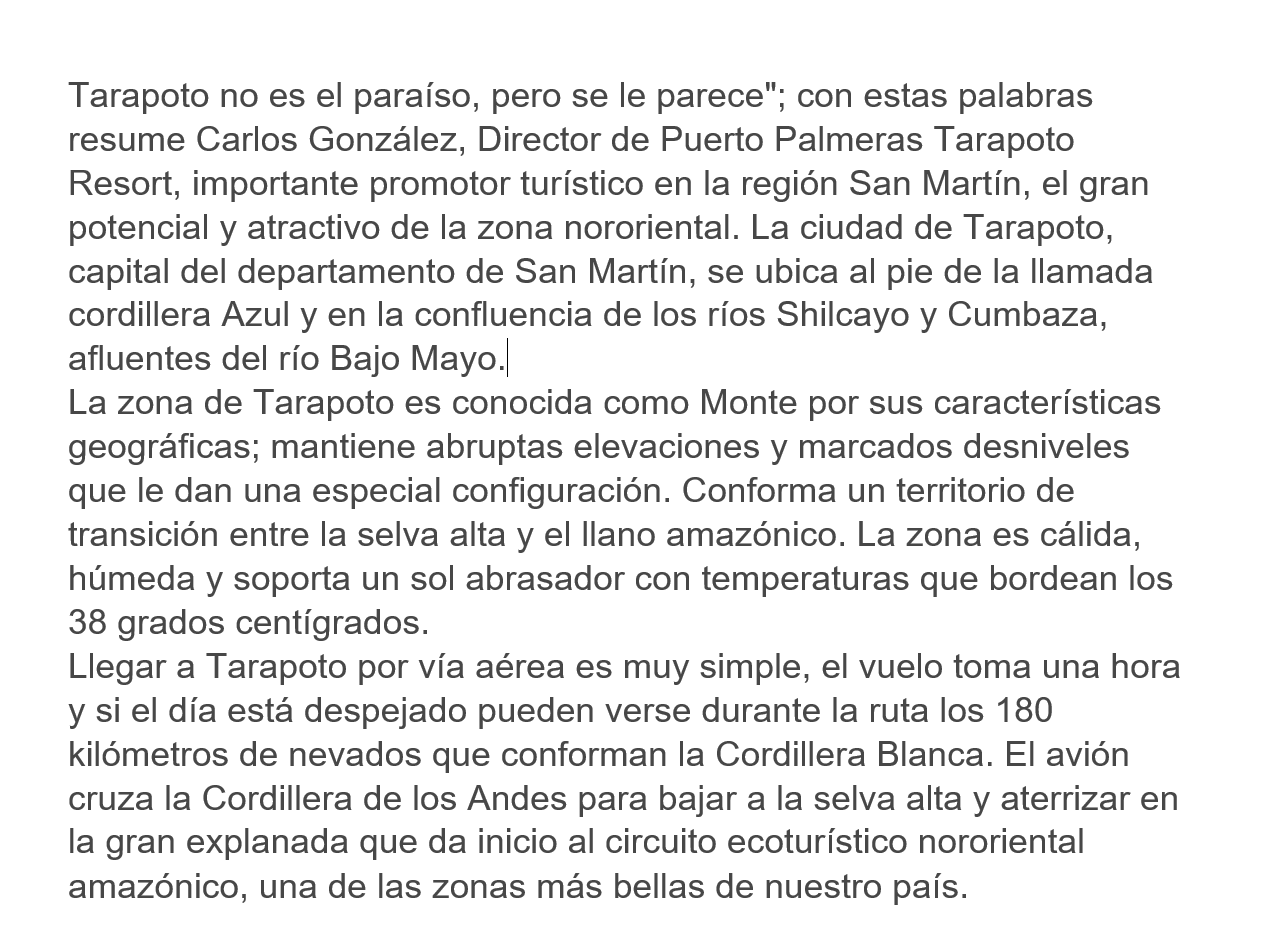 Tarapoto no es el paraíso, pero se le parece"; con estas palabras
resume Carlos González, Director de Puerto Palmeras Tarapoto
Resort, importante promotor turístico en la región San Martín, el gran
potencial y atractivo de la zona nororiental. La ciudad de Tarapoto,
capital del departamento de San Martín, se ubica al pie de la llamada
cordillera Azul y en la confluencia de los ríos Shilcayo y Cumbaza,
afluentes del río Bajo Mayo.
La zona de Tarapoto es conocida como Monte por sus características
geográficas; mantiene abruptas elevaciones y marcados desniveles
que le dan una especial configuración. Conforma un territorio de
transición entre la selva alta y el llano amazónico. La zona es cálida,
húmeda y soporta un sol abrasador con temperaturas que bordean los
38 grados centígrados.
Llegar a Tarapoto por vía aérea es muy simple, el vuelo toma una hora
y si el día está despejado pueden verse durante la ruta los 180
kilómetros de nevados que conforman la Cordillera Blanca. El avión
cruza la Cordillera de los Andes para bajar a la selva alta y aterrizar en
la gran explanada que da inicio al circuito ecoturístico nororiental
amazónico, una de las zonas más bellas de nuestro país.